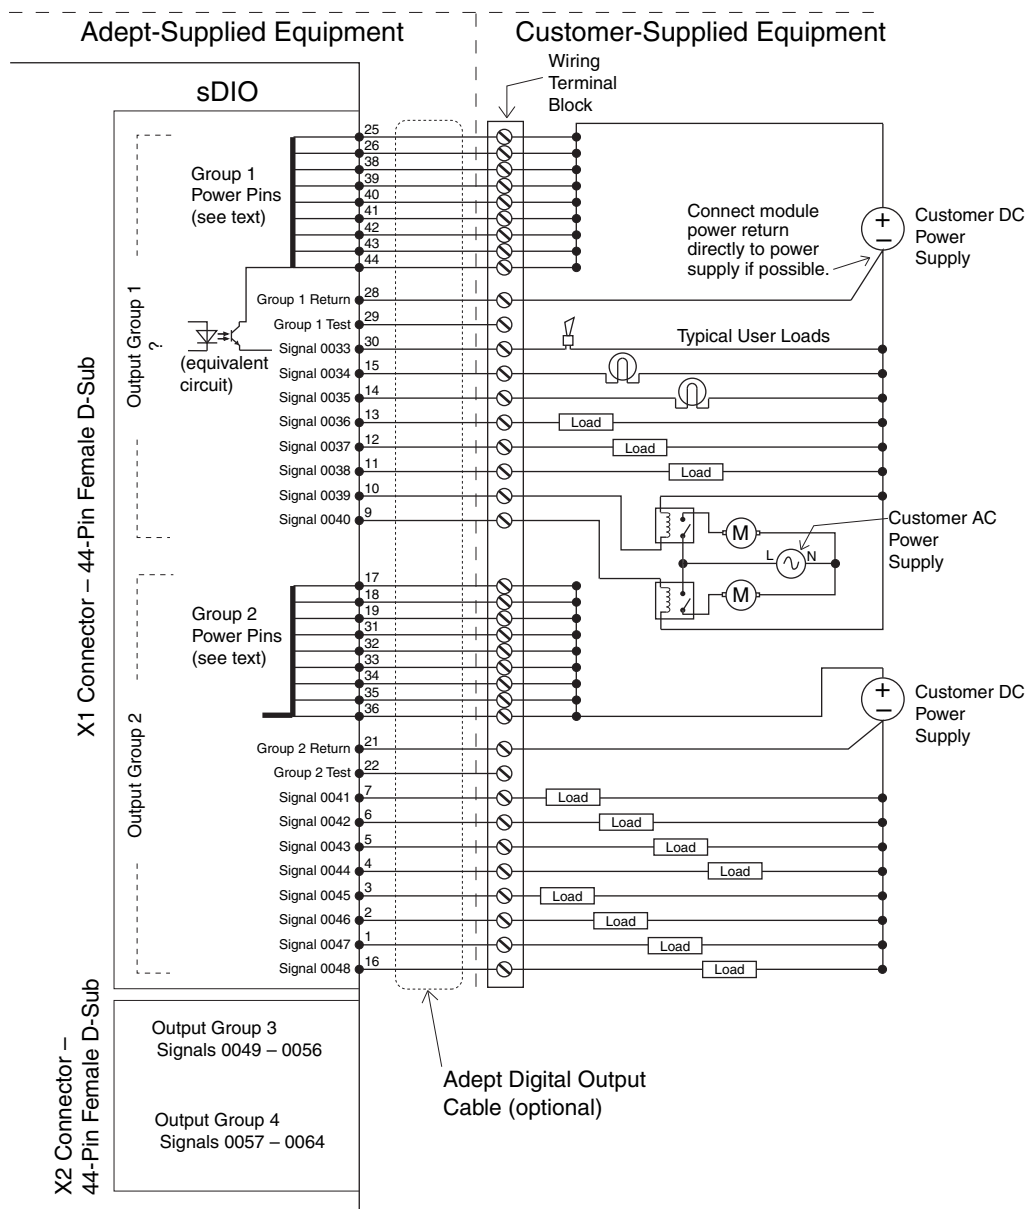 Adept-Supplied Equipment
Customer-Supplied Equipment
Wiring
Terminal
Block
sDIO
X1 Connector – 44-Pin Female D-Sub
Output Group 1
?
Group 1
Power Pins
(see text)
25
26
38
39
40
41
42
43
44
(equivalent
circuit)
Group 1 Return 28
Group 1 Test 29
Signal 0033 30
Signal 0034 15
Signal 0035 14
Signal 0036 13
Signal 0037 12
Signal 0038 11
Signal 0039 10
Signal 0040 9
Connect module
power return
directly to power
supply if possible.
+
–
Customer DC
Power
Supply
Typical User Loads
Load
Load
Load
M
L N
M
Customer AC
Power
Supply
Output Group 2
Group 2
Power Pins
(see text)
17
18
19
31
32
33
34
35
36
+
–
Customer DC
Power
Supply
Group 2 Return 21
Group 2 Test 22
Signal 0041 7 Load
Signal 0042 6 Load
Signal 0043 5 Load
Signal 0044 4 Load
Signal 0045 3 Load
Signal 0046 2 Load
Signal 0047 1 Load
Signal 0048 16 Load
X2 Connector –
44-Pin Female D-Sub
Output Group 3
Signals 0049 – 0056
Output Group 4
Signals 0057 – 0064
Adept Digital Output
Cable (optional)